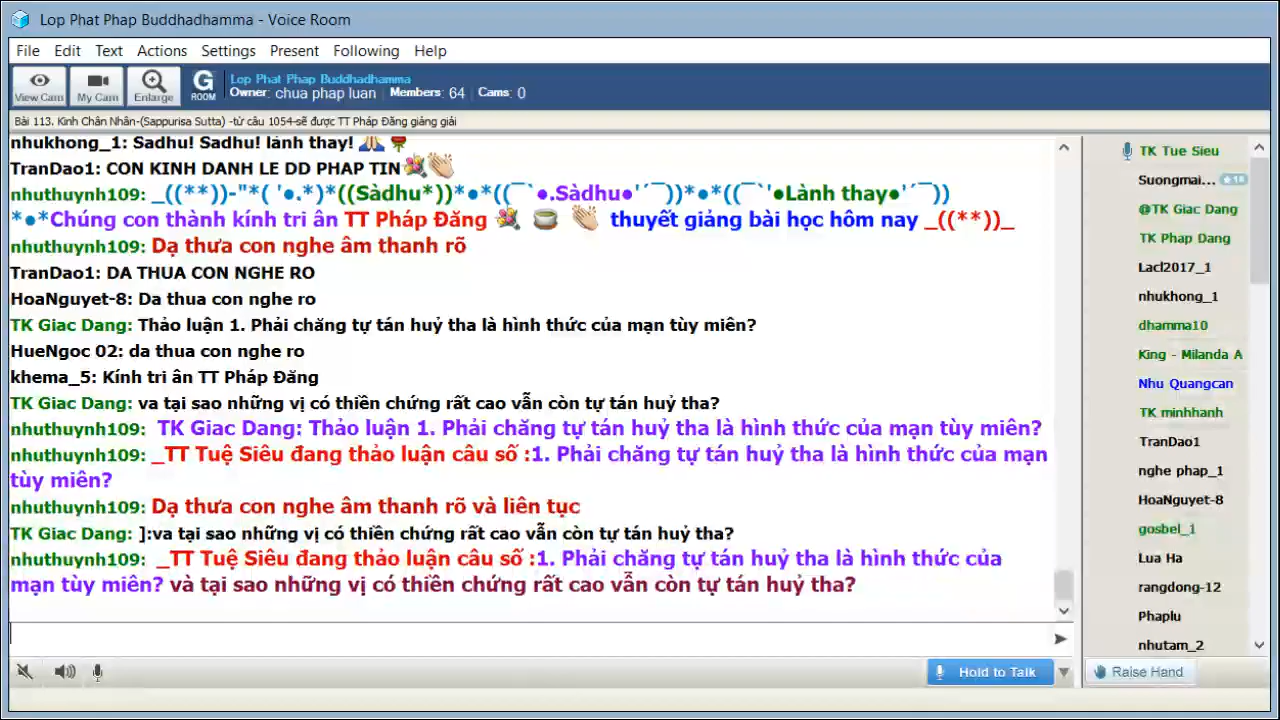 Lop Phat Phap Buddhadhamma - Voice Room
File Edit Text Actions Settings Present Following Help
View Cam My Cam Enlarge G ROOM
Lop Phat Phap Buddhadhamma
Owner: chua phap luan Members: 64 Cams: 0
Bài 113. Kinh Chân Nhân-(Sappurisa Sutta) -từ câu 1054-sẽ được TT Pháp Đăng giảng giải
nhukhong_1: Sadhu! Sadhu! lành thay! 🙏 🌹
TranDao1: CON KINH DANH LE DD PHAP TIN💐👏
nhuthuynh109: _((**))-"*( '●.*)*((Sàdhu*))*●*((¯`●.Sàdhu●'´¯))*●*((¯`'●Lành thay●'´¯))
*●*Chúng con thành kính tri ân TT Pháp Đăng 💐 🍵 👏 thuyết giảng bài học hôm nay _((**))_
nhuthuynh109: Dạ thưa con nghe âm thanh rõ
TranDao1: DA THUA CON NGHE RO
HoaNguyet-8: Da thua con nghe ro
TK Giac Dang: Thảo luận 1. Phải chăng tự tán huỷ tha là hình thức của mạn tùy miên?
HueNgoc 02: da thua con nghe ro
khema_5: Kính tri ân TT Pháp Đăng
TK Giac Dang: va tại sao những vị có thiền chứng rất cao vẫn còn tự tán huỷ tha?
nhuthuynh109: TK Giac Dang: Thảo luận 1. Phải chăng tự tán huỷ tha là hình thức của mạn tùy miên?
nhuthuynh109: _TT Tuệ Siêu đang thảo luận câu số :1. Phải chăng tự tán huỷ tha là hình thức của mạn
tùy miên?
nhuthuynh109: Dạ thưa con nghe âm thanh rõ và liên tục
TK Giac Dang: ]:va tại sao những vị có thiền chứng rất cao vẫn còn tự tán huỷ tha?
nhuthuynh109: _TT Tuệ Siêu đang thảo luận câu số :1. Phải chăng tự tán huỷ tha là hình thức của
mạn tùy miên? và tại sao những vị có thiền chứng rất cao vẫn còn tự tán huỷ tha?
Hold to Talk
TK Tue Sieu
Suongmai... +18
@TK Giac Dang
TK Phap Dang
Lacl2017_1
nhukhong_1
dhamma10
King - Milanda A
Nhu Quangcan
TK minhhanh
TranDao1
nghe phap_1
HoaNguyet-8
gosbel_1
Lua Ha
rangdong-12
Phaplu
nhutam_2
Raise Hand